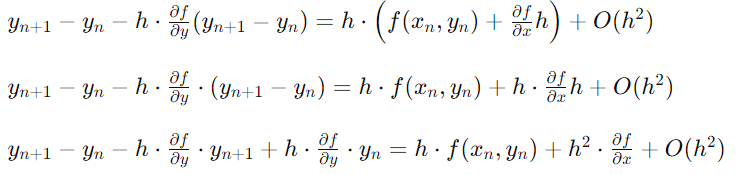 $y_{n+1} - y_n - h \cdot \frac{\partial f}{\partial y}(y_{n+1} - y_n) = h \cdot \left( f(x_n, y_n) + \frac{\partial f}{\partial x} h \right) + O(h^2)$
$y_{n+1} - y_n - h \cdot \frac{\partial f}{\partial y} \cdot (y_{n+1} - y_n) = h \cdot f(x_n, y_n) + h \cdot \frac{\partial f}{\partial x} h + O(h^2)$
$y_{n+1} - y_n - h \cdot \frac{\partial f}{\partial y} \cdot y_{n+1} + h \cdot \frac{\partial f}{\partial y} \cdot y_n = h \cdot f(x_n, y_n) + h^2 \cdot \frac{\partial f}{\partial x} + O(h^2)$